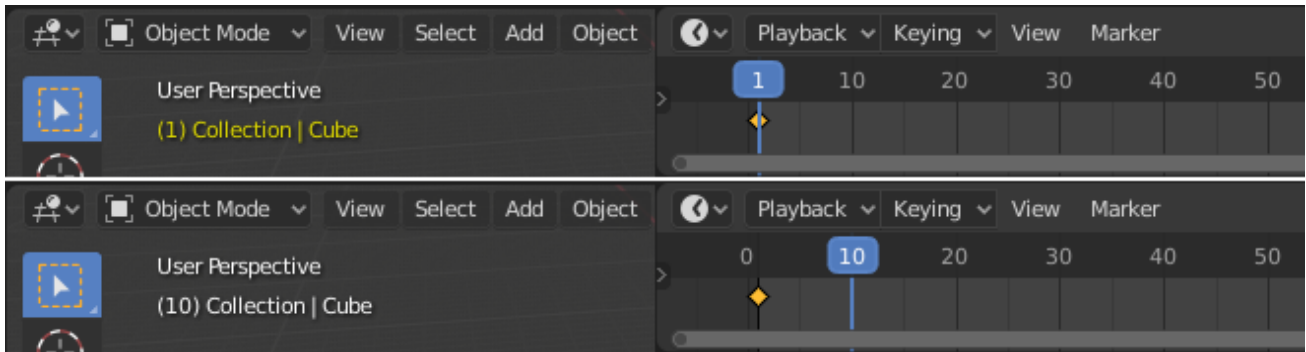 Object Mode View Select Add Object Playback Keying View Marker
1 10 20 30 40 50
User Perspective
(1) Collection | Cube
Object Mode View Select Add Object Playback Keying View Marker
0 10 20 30 40 50
User Perspective
(10) Collection | Cube